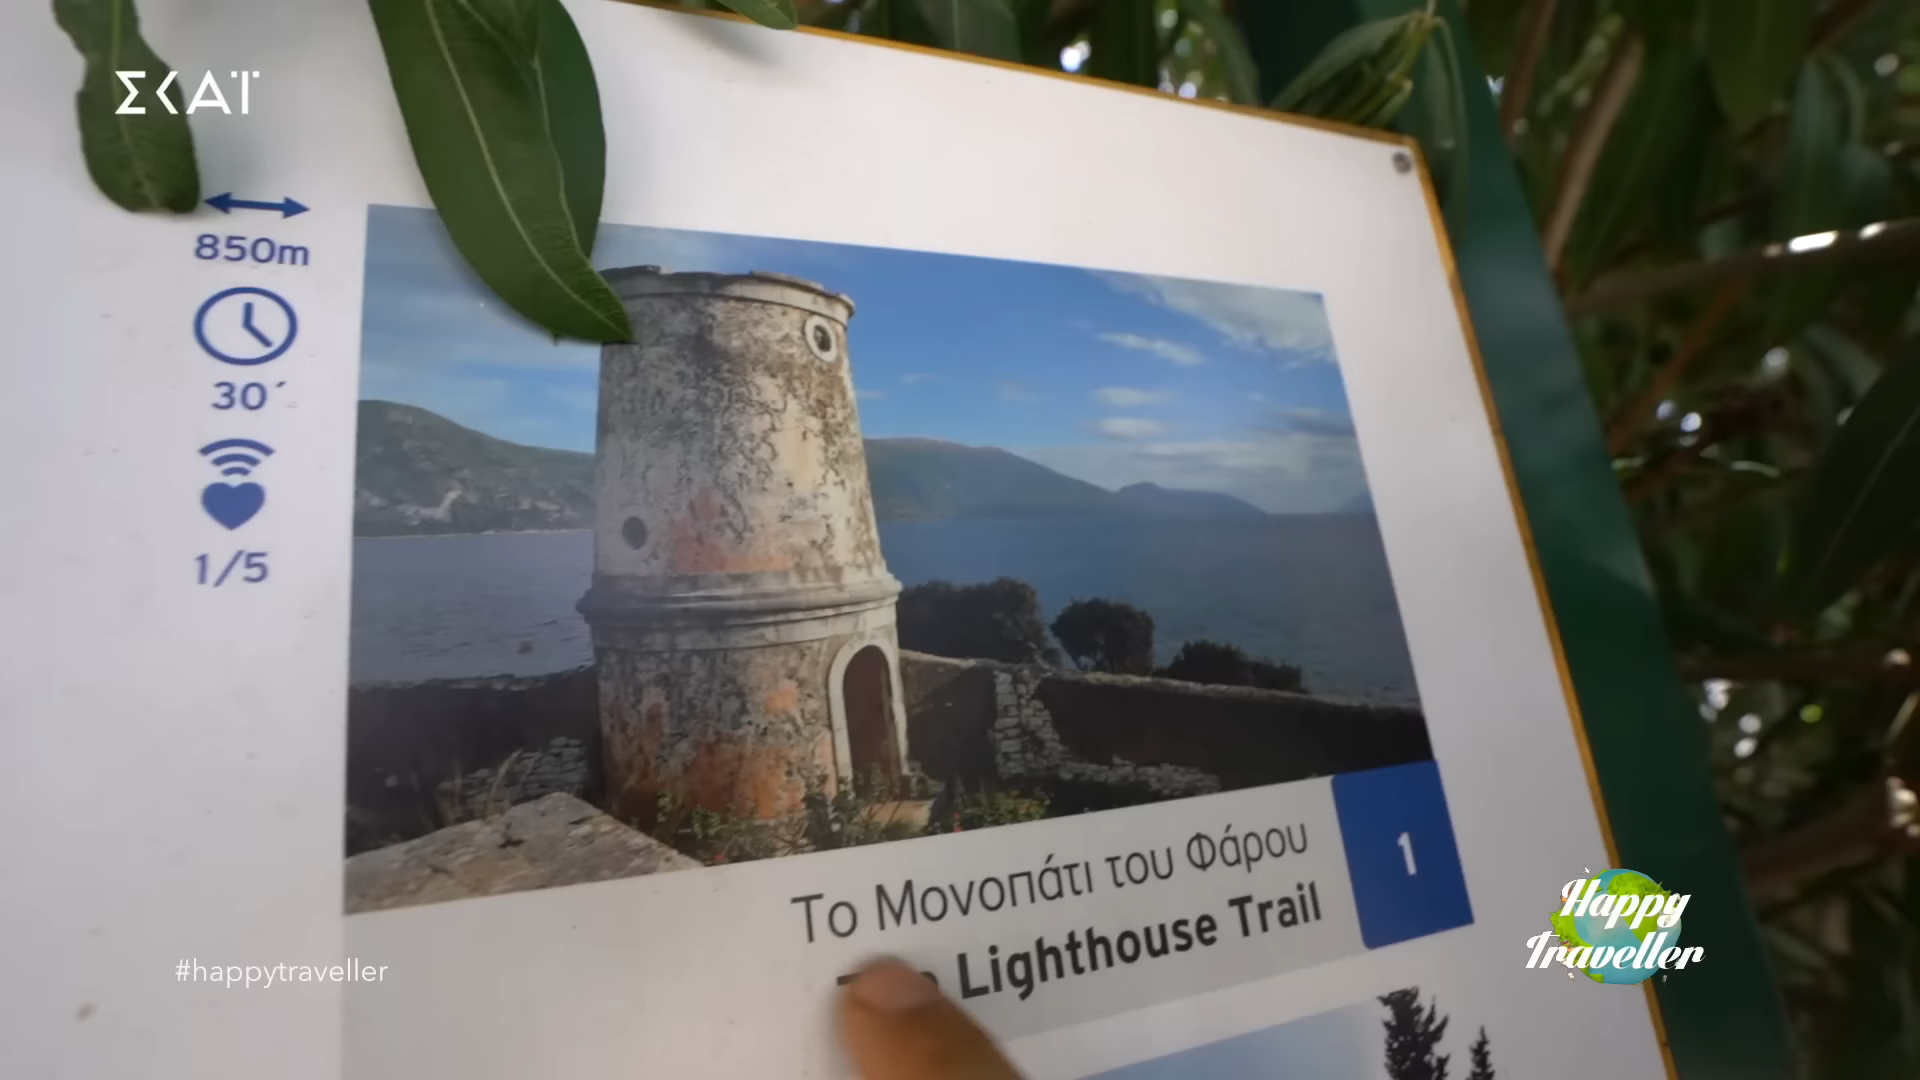 ΣΚΑΪ
850m
30΄
1/5
Το Μονοπάτι του Φάρου
1
Lighthouse Trail
#happytraveller
Happy
Traveller